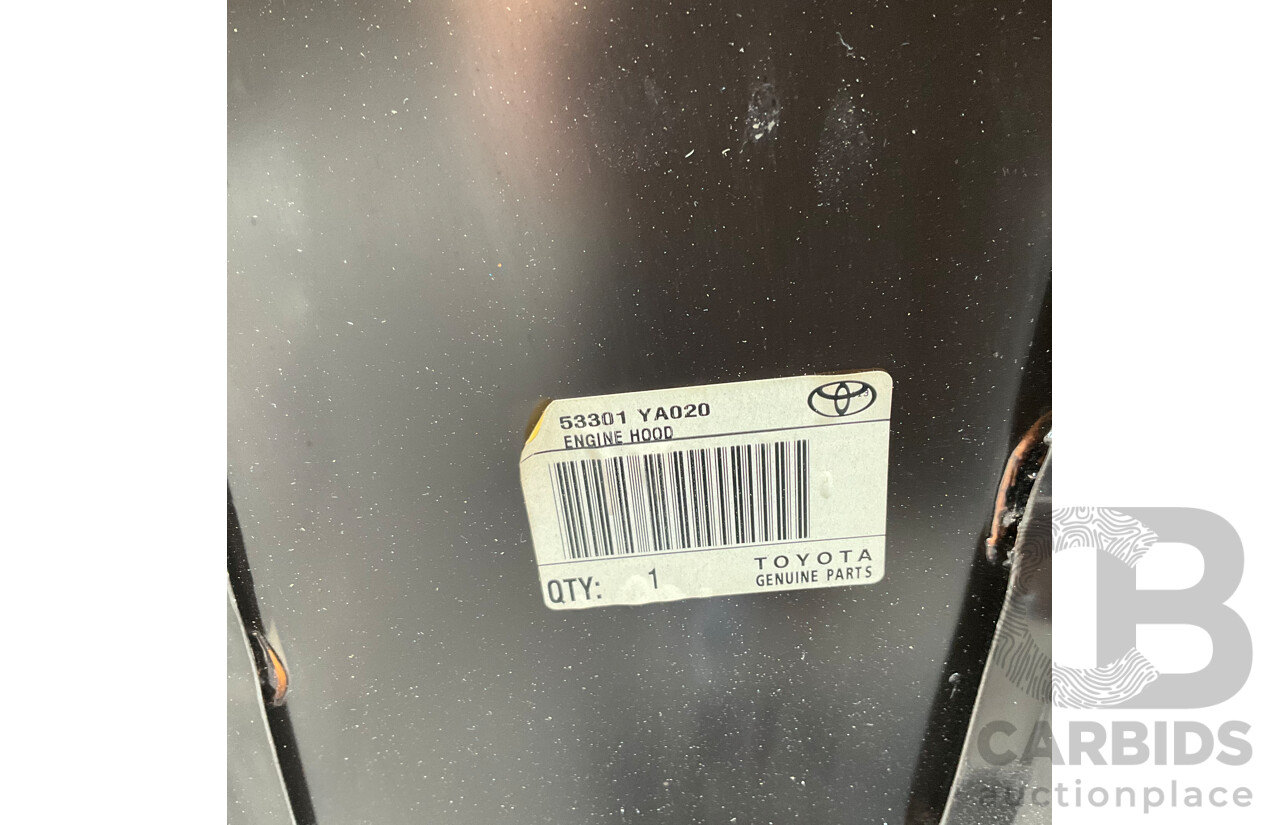 53301 YA020
ENGINE HOOD
QTY: 1
TOYOTA
GENUINE PARTS
CARBIDS
auctionplace